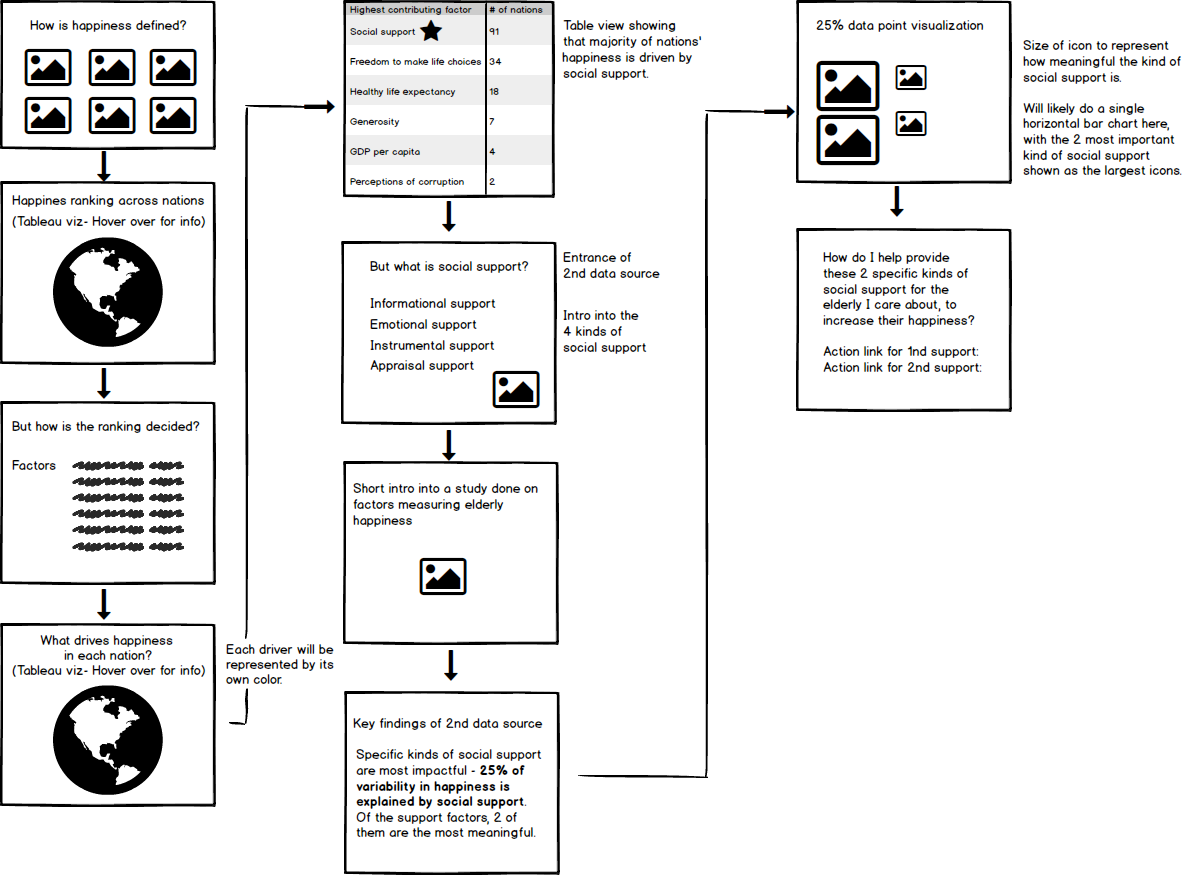 How is happiness defined?
Happines ranking across nations
(Tableau viz- Hover over for info)
But how is the ranking decided?
Factors
What drives happiness
in each nation?
(Tableau viz- Hover over for info)
Each driver will be
represented by its
own color.
Highest contributing factor # of nations
Social support 91
Freedom to make life choices 34
Healthy life expectancy 18
Generosity 7
GDP per capita 4
Perceptions of corruption 2
Table view showing
that majority of nations'
happiness is driven by
social support.
But what is social support?
Informational support
Emotional support
Instrumental support
Appraisal support
Entrance of
2nd data source
Intro into the
4 kinds of
social support
Short intro into a study done on
factors measuring elderly
happiness
Key findings of 2nd data source
Specific kinds of social support
are most impactful - 25% of
variability in happiness is
explained by social support.
Of the support factors, 2 of
them are the most meaningful.
25% data point visualization
Size of icon to represent
how meaningful the kind of
social support is.
Will likely do a single
horizontal bar chart here,
with the 2 most important
kind of social support
shown as the largest icons.
How do I help provide
these 2 specific kinds of
social support for the
elderly I care about, to
increase their happiness?
Action link for 1nd support:
Action link for 2nd support: